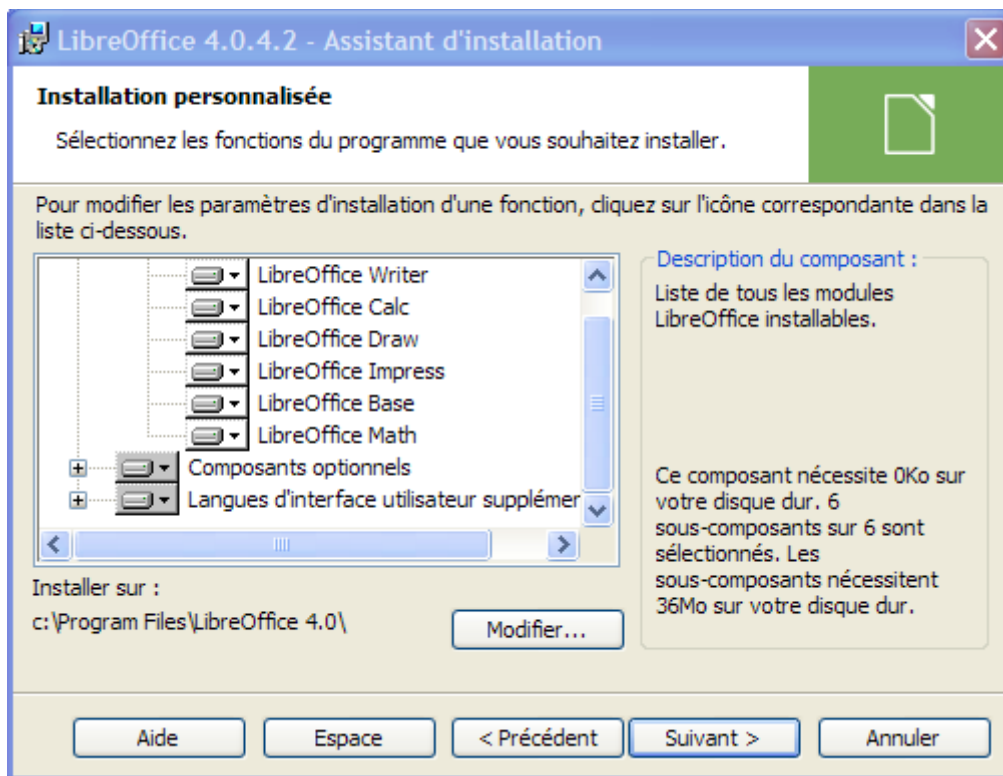 LibreOffice 4.0.4.2 - Assistant d'installation
Installation personnalisée
Sélectionnez les fonctions du programme que vous souhaitez installer.
Pour modifier les paramètres d'installation d'une fonction, cliquez sur l'icône correspondante dans la
liste ci-dessous.
LibreOffice Writer
LibreOffice Calc
LibreOffice Draw
LibreOffice Impress
LibreOffice Base
LibreOffice Math
Composants optionnels
Langues d'interface utilisateur supplémer
Description du composant :
Liste de tous les modules
LibreOffice installables.
Ce composant nécessite 0Ko sur
votre disque dur. 6
sous-composants sur 6 sont
sélectionnés. Les
sous-composants nécessitent
36Mo sur votre disque dur.
Installer sur :
c:\Program Files\LibreOffice 4.0\
Modifier...
Aide
Espace
< Précédent
Suivant >
Annuler